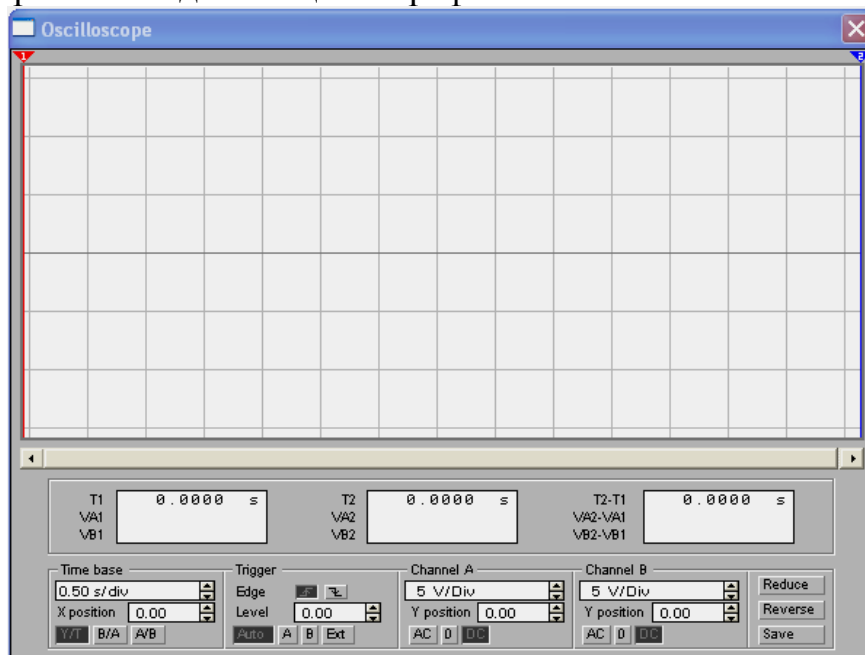 Oscilloscope
1 2
T1 0.0000 s T2 0.0000 s T2-T1 0.0000 s
VA1 VA2 VA2-VA1
VB1 VB2 VB2-VB1
Time base Trigger Channel A Channel B
0.50 s/div Edge 5 V/Div 5 V/Div Reduce
X position 0.00 Level 0.00 Y position 0.00 Y position 0.00 Reverse
Y/T B/A A/B Auto A B Ext AC 0 DC AC 0 DC Save